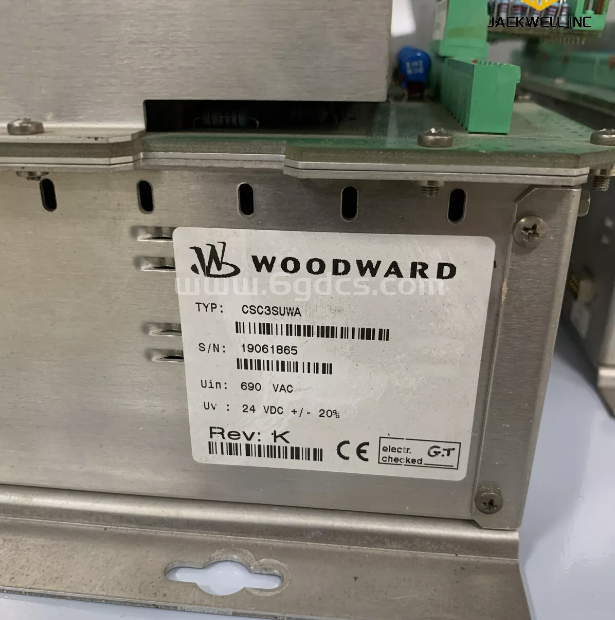 JACKWELL,INC
WOODWARD
www.6gdcs.com
TYP: CSC3SUWA
S/N: 19061865
Uin: 690 VAC
Uv : 24 VDC +/- 20%
Rev: K
CE
electr. checked G.T